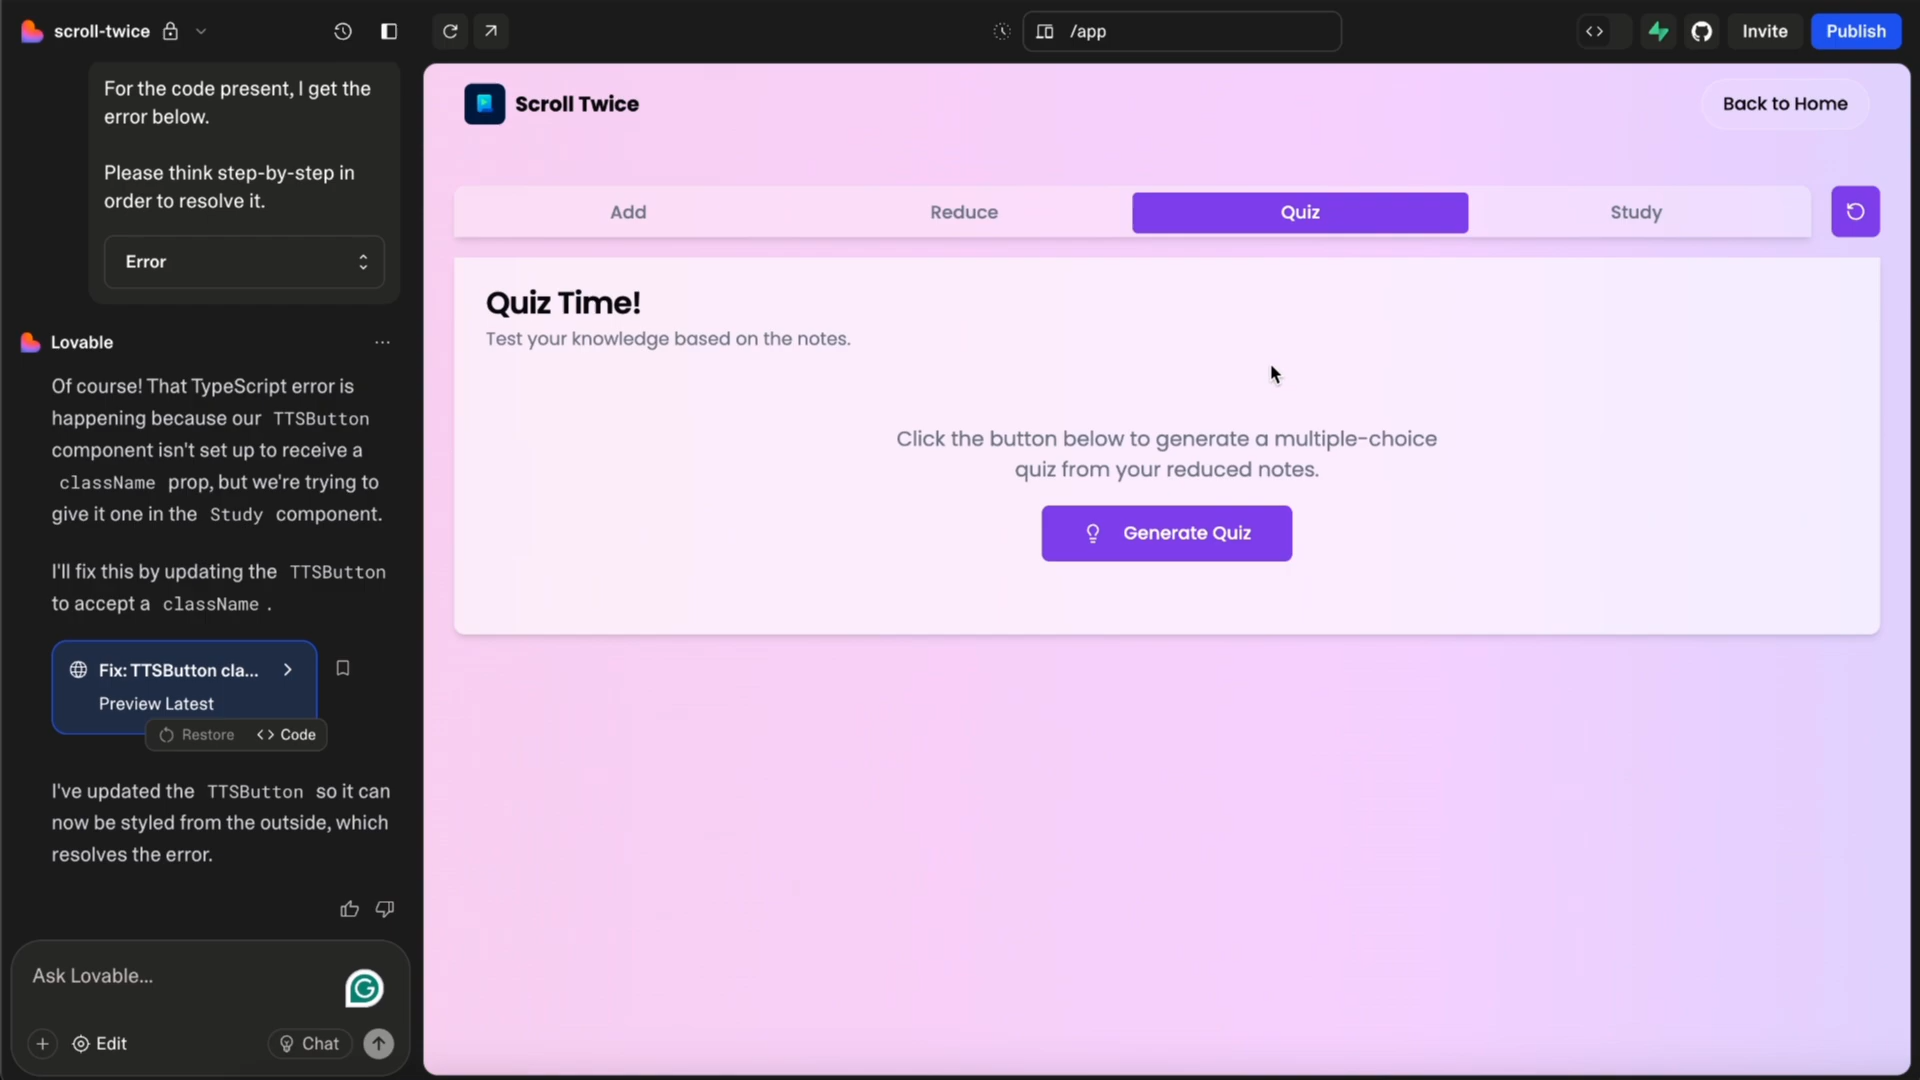 scroll-twice
/app
Invite
Publish
For the code present, I get the
error below.
Please think step-by-step in
order to resolve it.
Error
Lovable
Of course! That TypeScript error is
happening because our TTSButton
component isn't set up to receive a
className prop, but we're trying to
give it one in the Study component.
I'll fix this by updating the TTSButton
to accept a className .
Fix: TTSButton cla...
Preview Latest
Restore
Code
I've updated the TTSButton so it can
now be styled from the outside, which
resolves the error.
Ask Lovable...
Edit
Chat
Scroll Twice
Back to Home
Add
Reduce
Quiz
Study
Quiz Time!
Test your knowledge based on the notes.
Click the button below to generate a multiple-choice
quiz from your reduced notes.
Generate Quiz